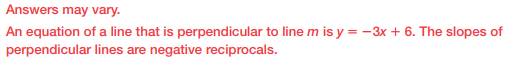 Answers may vary.
An equation of a line that is perpendicular to line m is y = −3x + 6. The slopes of
perpendicular lines are negative reciprocals.